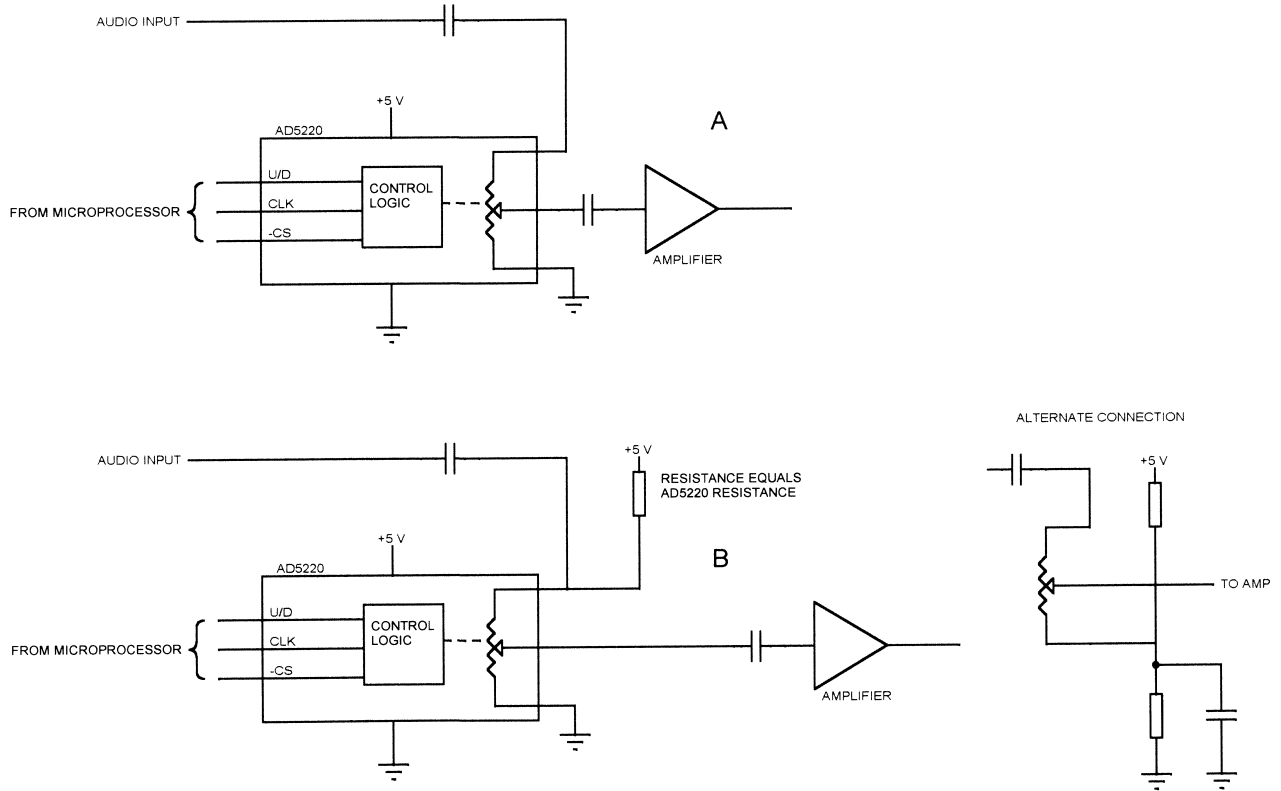 AUDIO INPUT
+5 V
A
AD5220
U/D
CONTROL
LOGIC
CLK
FROM MICROPROCESSOR
-CS
AMPLIFIER
ALTERNATE CONNECTION
AUDIO INPUT
+5 V
+5 V
RESISTANCE EQUALS
AD5220 RESISTANCE
+5 V
B
AD5220
TO AMP
U/D
CONTROL
LOGIC
CLK
FROM MICROPROCESSOR
-CS
AMPLIFIER